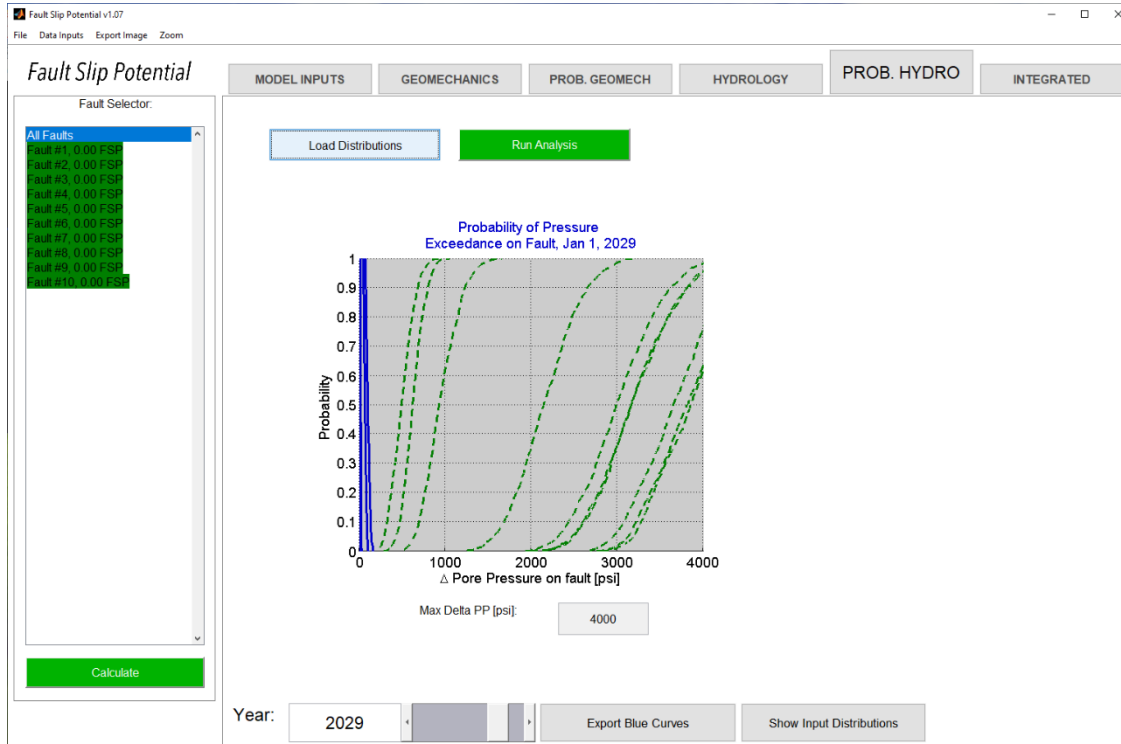 Fault Slip Potential v1.07
File Data Inputs Export Image Zoom
Fault Slip Potential
MODEL INPUTS GEOMECHANICS PROB. GEOMECH HYDROLOGY PROB. HYDRO INTEGRATED
Fault Selector:
All Faults
Fault #1, 0.00 FSP
Fault #2, 0.00 FSP
Fault #3, 0.00 FSP
Fault #4, 0.00 FSP
Fault #5, 0.00 FSP
Fault #6, 0.00 FSP
Fault #7, 0.00 FSP
Fault #8, 0.00 FSP
Fault #9, 0.00 FSP
Fault #10, 0.00 FSP
Calculate
Load Distributions Run Analysis
Probability of Pressure
Exceedance on Fault, Jan 1, 2029
Probability
1
0.9
0.8
0.7
0.6
0.5
0.4
0.3
0.2
0.1
0
0 1000 2000 3000 4000
Δ Pore Pressure on fault [psi]
Max Delta PP [psi]: 4000
Year: 2029 Export Blue Curves Show Input Distributions